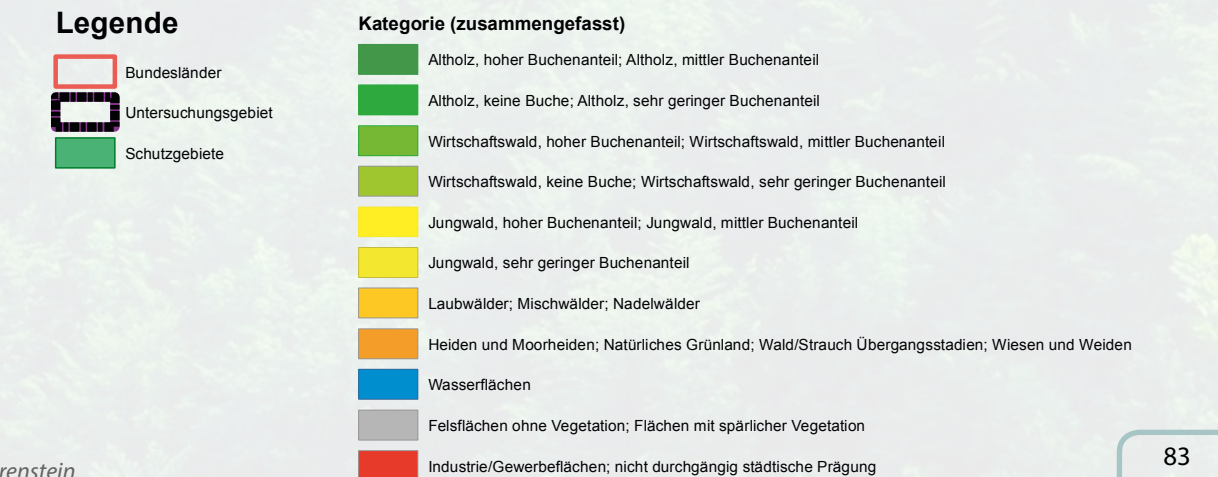 Legende
Bundesländer
Untersuchungsgebiet
Schutzgebiete
Kategorie (zusammengefasst)
Altholz, hoher Buchenanteil; Altholz, mittler Buchenanteil
Altholz, keine Buche; Altholz, sehr geringer Buchenanteil
Wirtschaftswald, hoher Buchenanteil; Wirtschaftswald, mittler Buchenanteil
Wirtschaftswald, keine Buche; Wirtschaftswald, sehr geringer Buchenanteil
Jungwald, hoher Buchenanteil; Jungwald, mittler Buchenanteil
Jungwald, sehr geringer Buchenanteil
Laubwälder; Mischwälder; Nadelwälder
Heiden und Moorheiden; Natürliches Grünland; Wald/Strauch Übergangsstadien; Wiesen und Weiden
Wasserflächen
Felsflächen ohne Vegetation; Flächen mit spärlicher Vegetation
Industrie/Gewerbeflächen; nicht durchgängig städtische Prägung
renstein
83